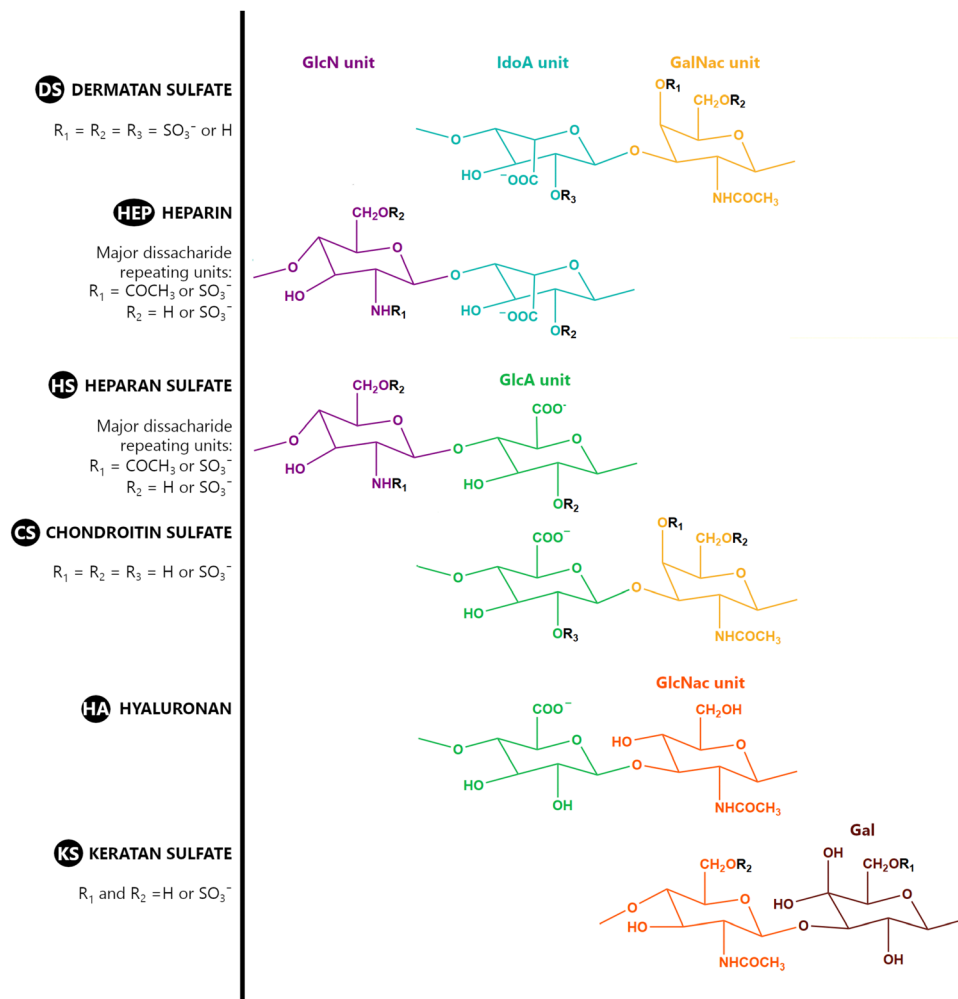 GlcN unit IdoA unit GalNac unit
DS DERMATAN SULFATE
R₁ = R₂ = R₃ = SO₃⁻ or H
OR₁
CH₂OR₂
O O O O
HO ⁻OOC
OR₃
NHCOCH₃
HEP HEPARIN
Major dissacharide
repeating units:
R₁ = COCH₃ or SO₃⁻
R₂ = H or SO₃⁻
CH₂OR₂
O O O O
HO NHR₁
HO ⁻OOC
OR₂
HS HEPARAN SULFATE
GlcA unit
Major dissacharide
repeating units:
R₁ = COCH₃ or SO₃⁻
R₂ = H or SO₃⁻
CH₂OR₂ COO⁻
O O O O
HO NHR₁
HO OR₂
CS CHONDROITIN SULFATE
R₁ = R₂ = R₃ = H or SO₃⁻
OR₁
COO⁻ CH₂OR₂
O O O O
HO OR₃
NHCOCH₃
HA HYALURONAN
GlcNac unit
COO⁻ CH₂OH
HO
O O O O
HO OH
NHCOCH₃
KS KERATAN SULFATE
Gal
R₁ and R₂ =H or SO₃⁻
OH
CH₂OR₂ CH₂OR₁
O O O O
HO HO
NHCOCH₃ OH